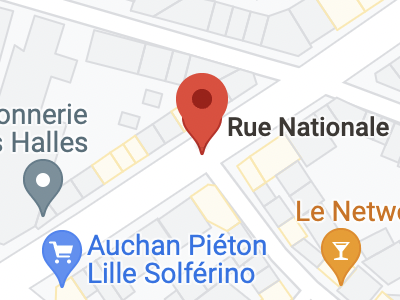 onnerie
s Halles
Rue Nationale
Le Netw
Auchan Piéton
Lille Solférino